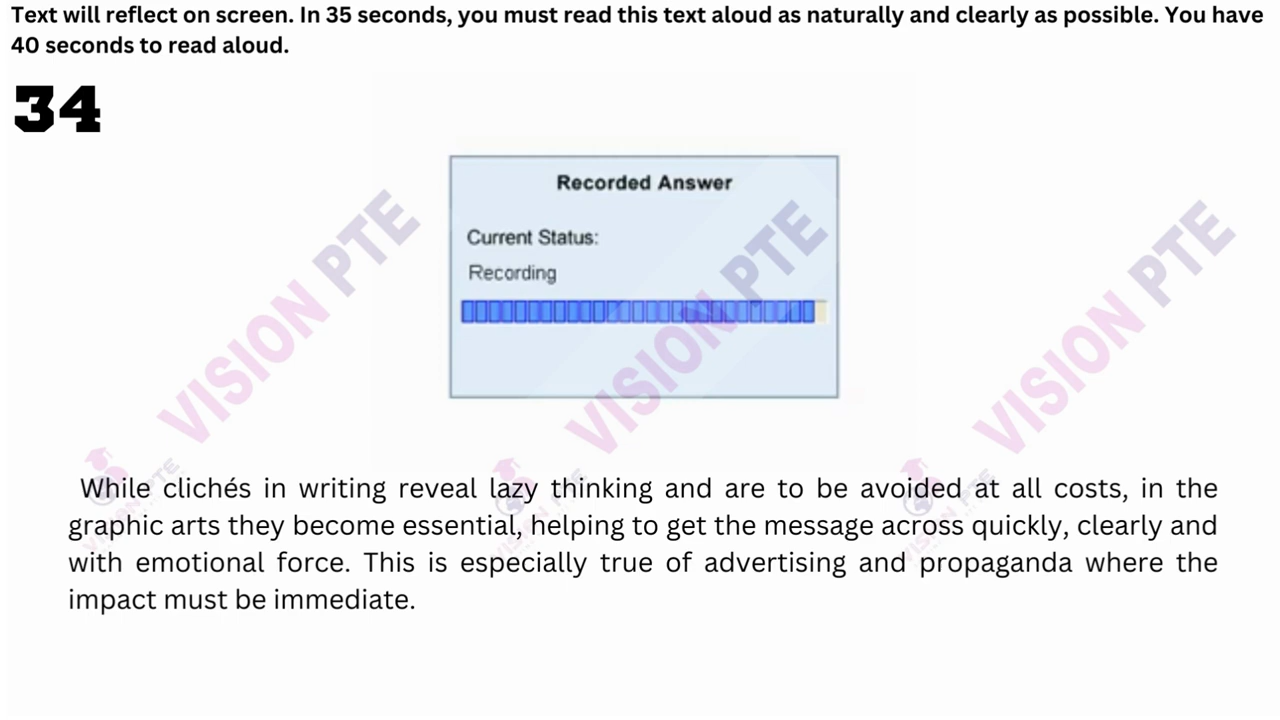 Text will reflect on screen. In 35 seconds, you must read this text aloud as naturally and clearly as possible. You have
40 seconds to read aloud.
34
Recorded Answer
Current Status:
Recording
VISION PTE
VISION PTE
VISION PTE
While clichés in writing reveal lazy thinking and are to be avoided at all costs, in the
graphic arts they become essential, helping to get the message across quickly, clearly and
with emotional force. This is especially true of advertising and propaganda where the
impact must be immediate.